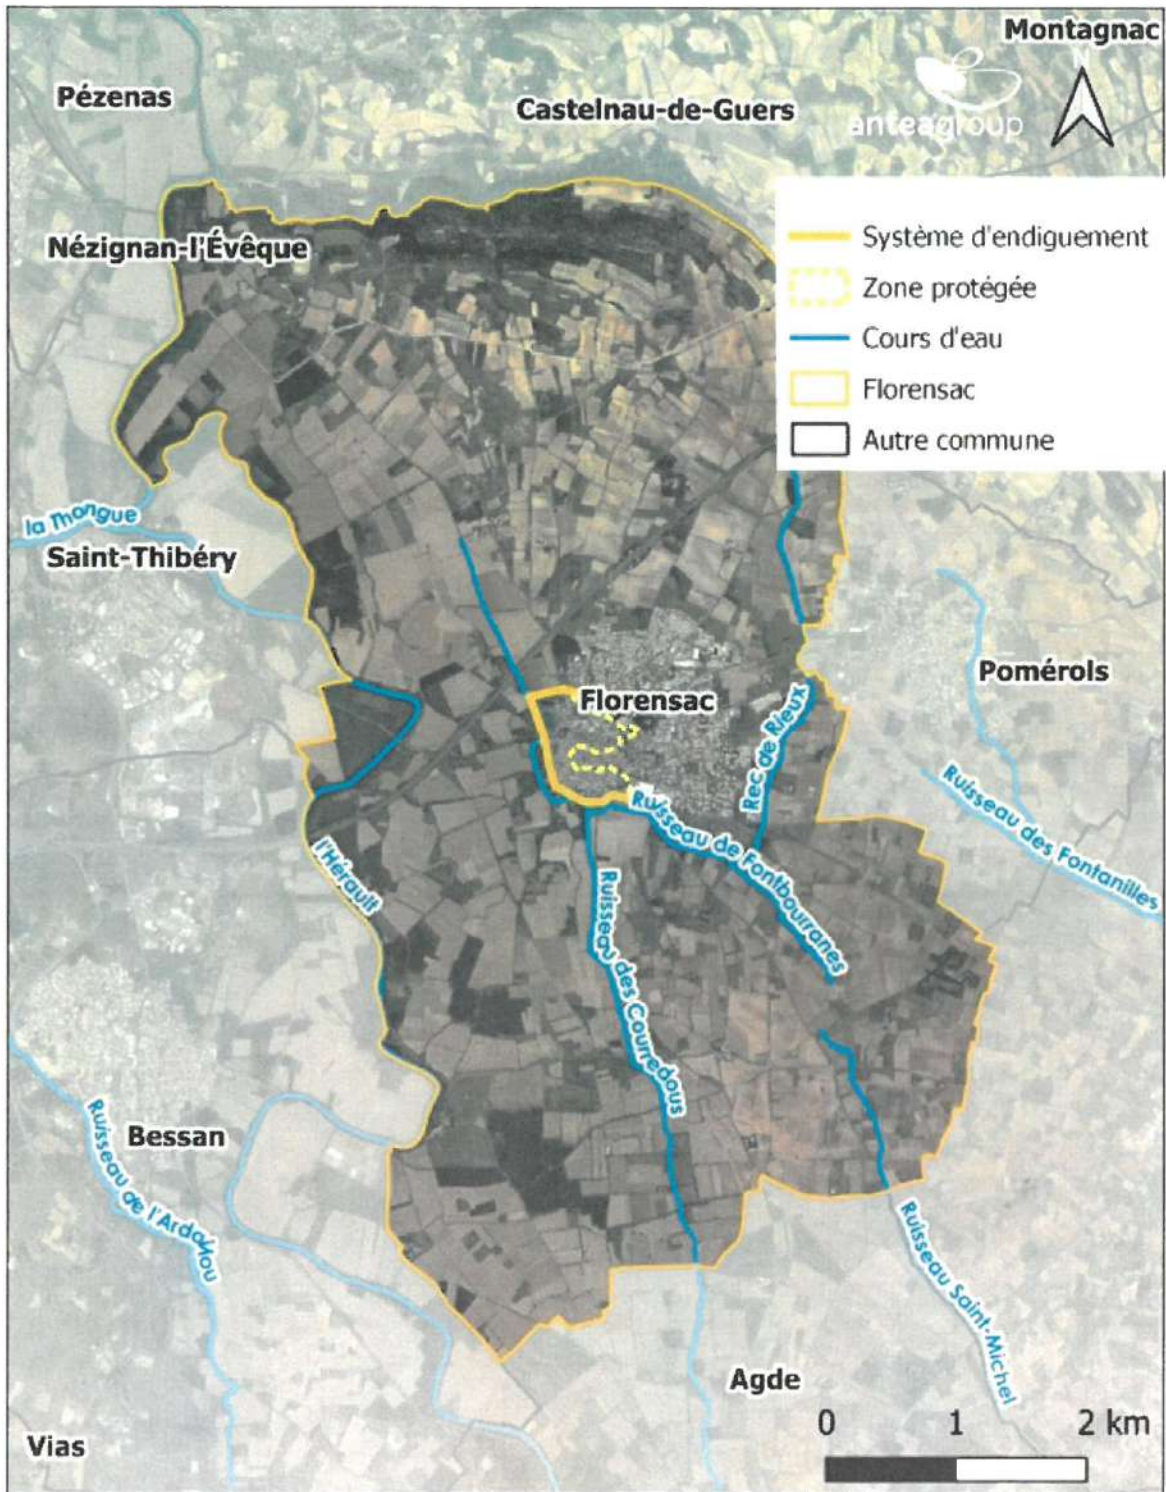 Montagnac
Pézenas
Castelnau-de-Guers
anteagroup
Nézignan-l'Évêque
Système d'endiguement
Zone protégée
Cours d'eau
Florensac
Autre commune
la Thongue
Saint-Thibéry
Florensac
Pomérols
Rec de Rieux
Ruisseau des Fontanilles
Ruisseau de Fontbourranes
l'Hérault
Ruisseau des Courredous
Bessan
Ruisseau de l'Ardaillou
Ruisseau Saint-Michel
Agde
0 1 2 km
Vias